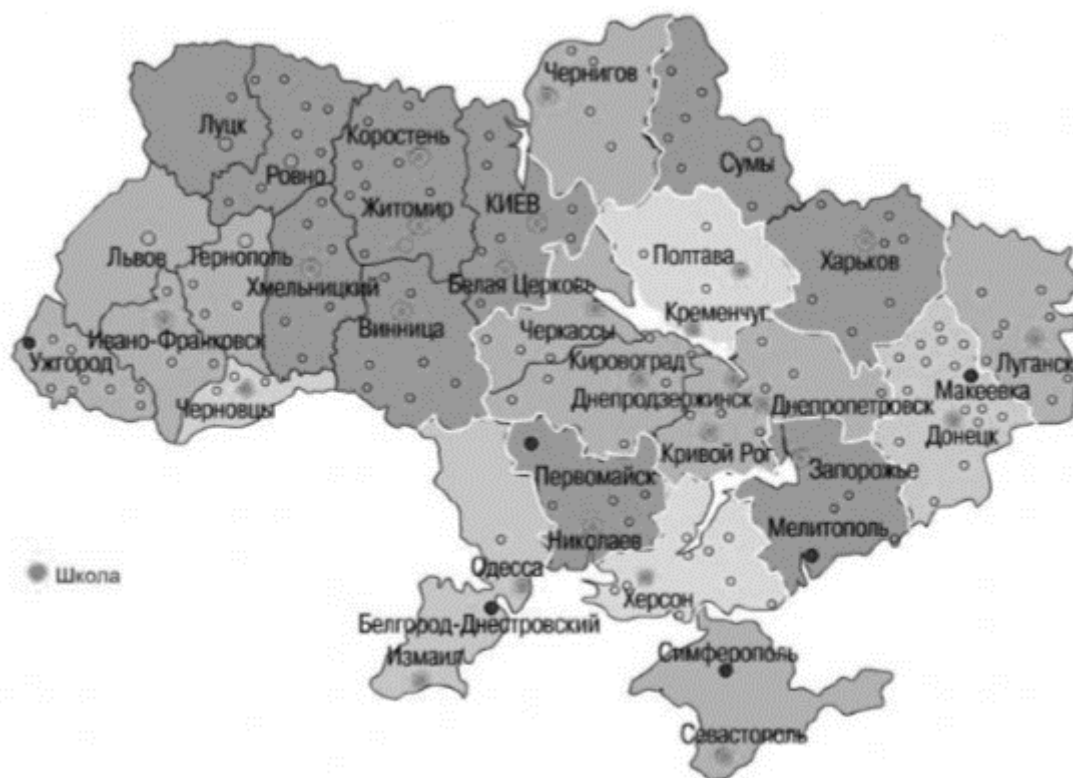 Чернигов
Луцк
Коростень
Сумы
Ровно
Житомир
КИЕВ
Львов
Тернополь
Полтава
Харьков
Хмельницкий
Белая Церковь
Винница
Кременчуг
Ивано-Франковск
Черкассы
Ужгород
Кировоград
Луганск
Макеевка
Черновцы
Днепродзержинск
Днепропетровск
Донецк
Кривой Рог
Запорожье
Первомайск
Мелитополь
Николаев
Одесса
Школа
Херсон
Белгород-Днестровский
Измаил
Симферополь
Севастополь